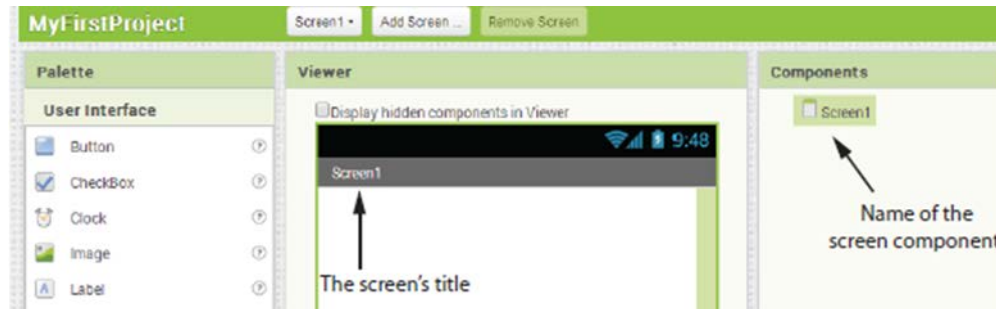 MyFirstProject
Screen1
Add Screen ...
Remove Screen
Palette
User Interface
Button
CheckBox
Clock
Image
Label
Viewer
Display hidden components in Viewer
9:48
Screen1
The screen's title
Components
Screen1
Name of the
screen component